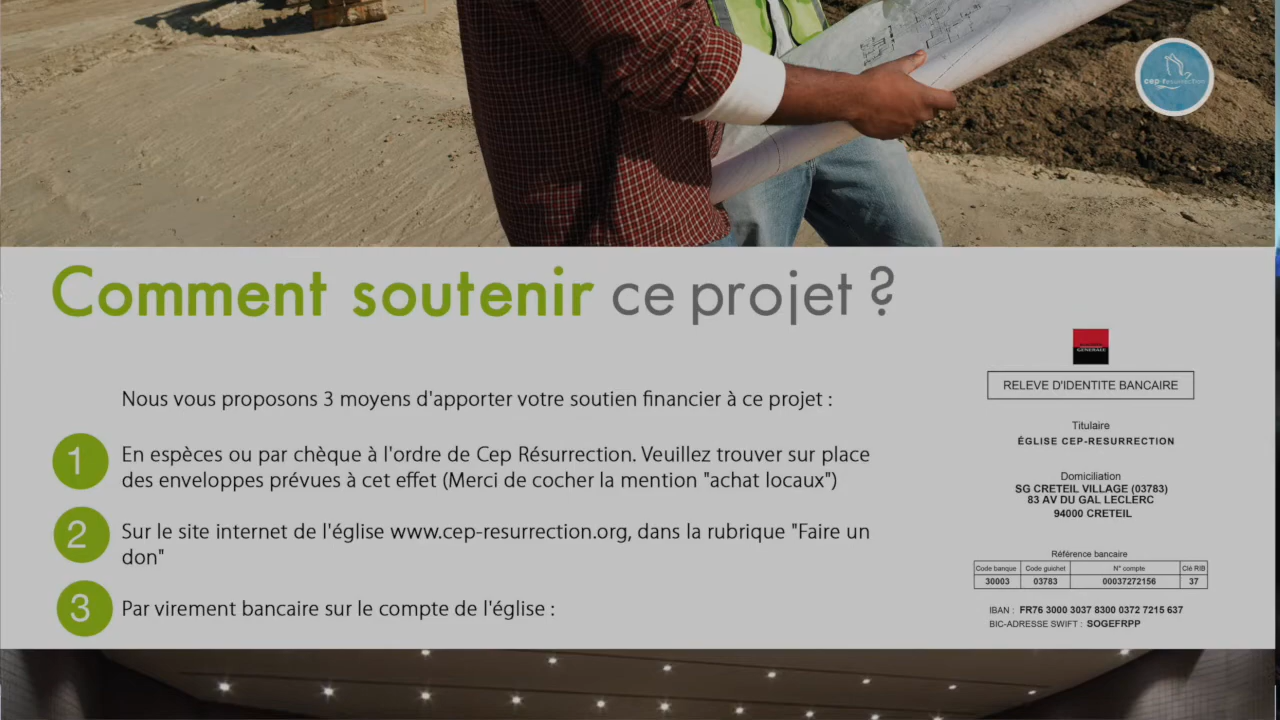 cep-Résurrection
Comment soutenir ce projet ?
Nous vous proposons 3 moyens d'apporter votre soutien financier à ce projet :
1 En espèces ou par chèque à l'ordre de Cep Résurrection. Veuillez trouver sur place
des enveloppes prévues à cet effet (Merci de cocher la mention "achat locaux")
2 Sur le site internet de l'église www.cep-resurrection.org, dans la rubrique "Faire un
don"
3 Par virement bancaire sur le compte de l'église :
SOCIETE
GENERALE
RELEVE D'IDENTITE BANCAIRE
Titulaire
ÉGLISE CEP-RESURRECTION
Domiciliation
SG CRETEIL VILLAGE (03783)
83 AV DU GAL LECLERC
94000 CRETEIL
Référence bancaire
Code banque Code guichet N° compte Clé RIB
30003 03783 00037272156 37
IBAN : FR76 3000 3037 8300 0372 7215 637
BIC-ADRESSE SWIFT : SOGEFRPP